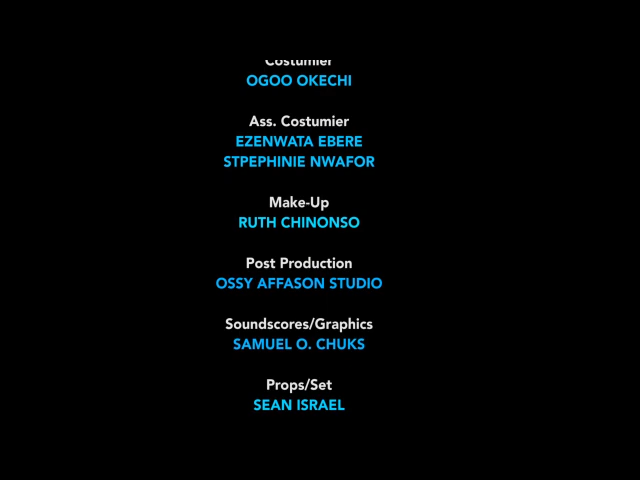 Costumier
OGOO OKECHI
Ass. Costumier
EZENWATA EBERE
STPEPHINIE NWAFOR
Make-Up
RUTH CHINONSO
Post Production
OSSY AFFASON STUDIO
Soundscores/Graphics
SAMUEL O. CHUKS
Props/Set
SEAN ISRAEL